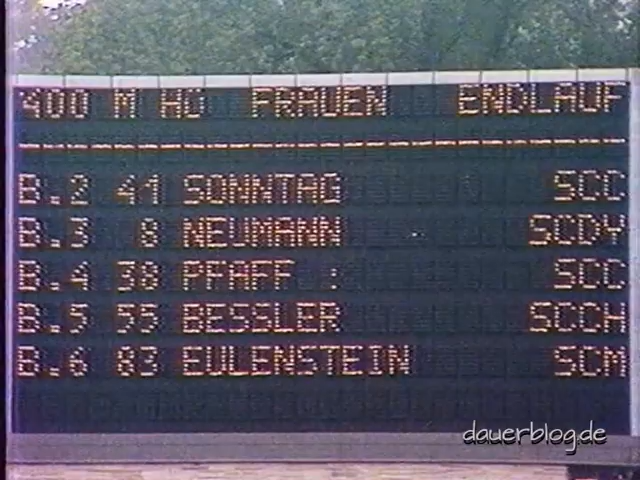 400 M HD FRAUEN ENDLAUF
B.2 41 SONNTAG SCC
B.3 8 NEUMANN SCDY
B.4 38 PFAFF : SCC
B.5 55 BESSLER SCCH
B.6 83 EULENSTEIN SCM
dauerblog.de